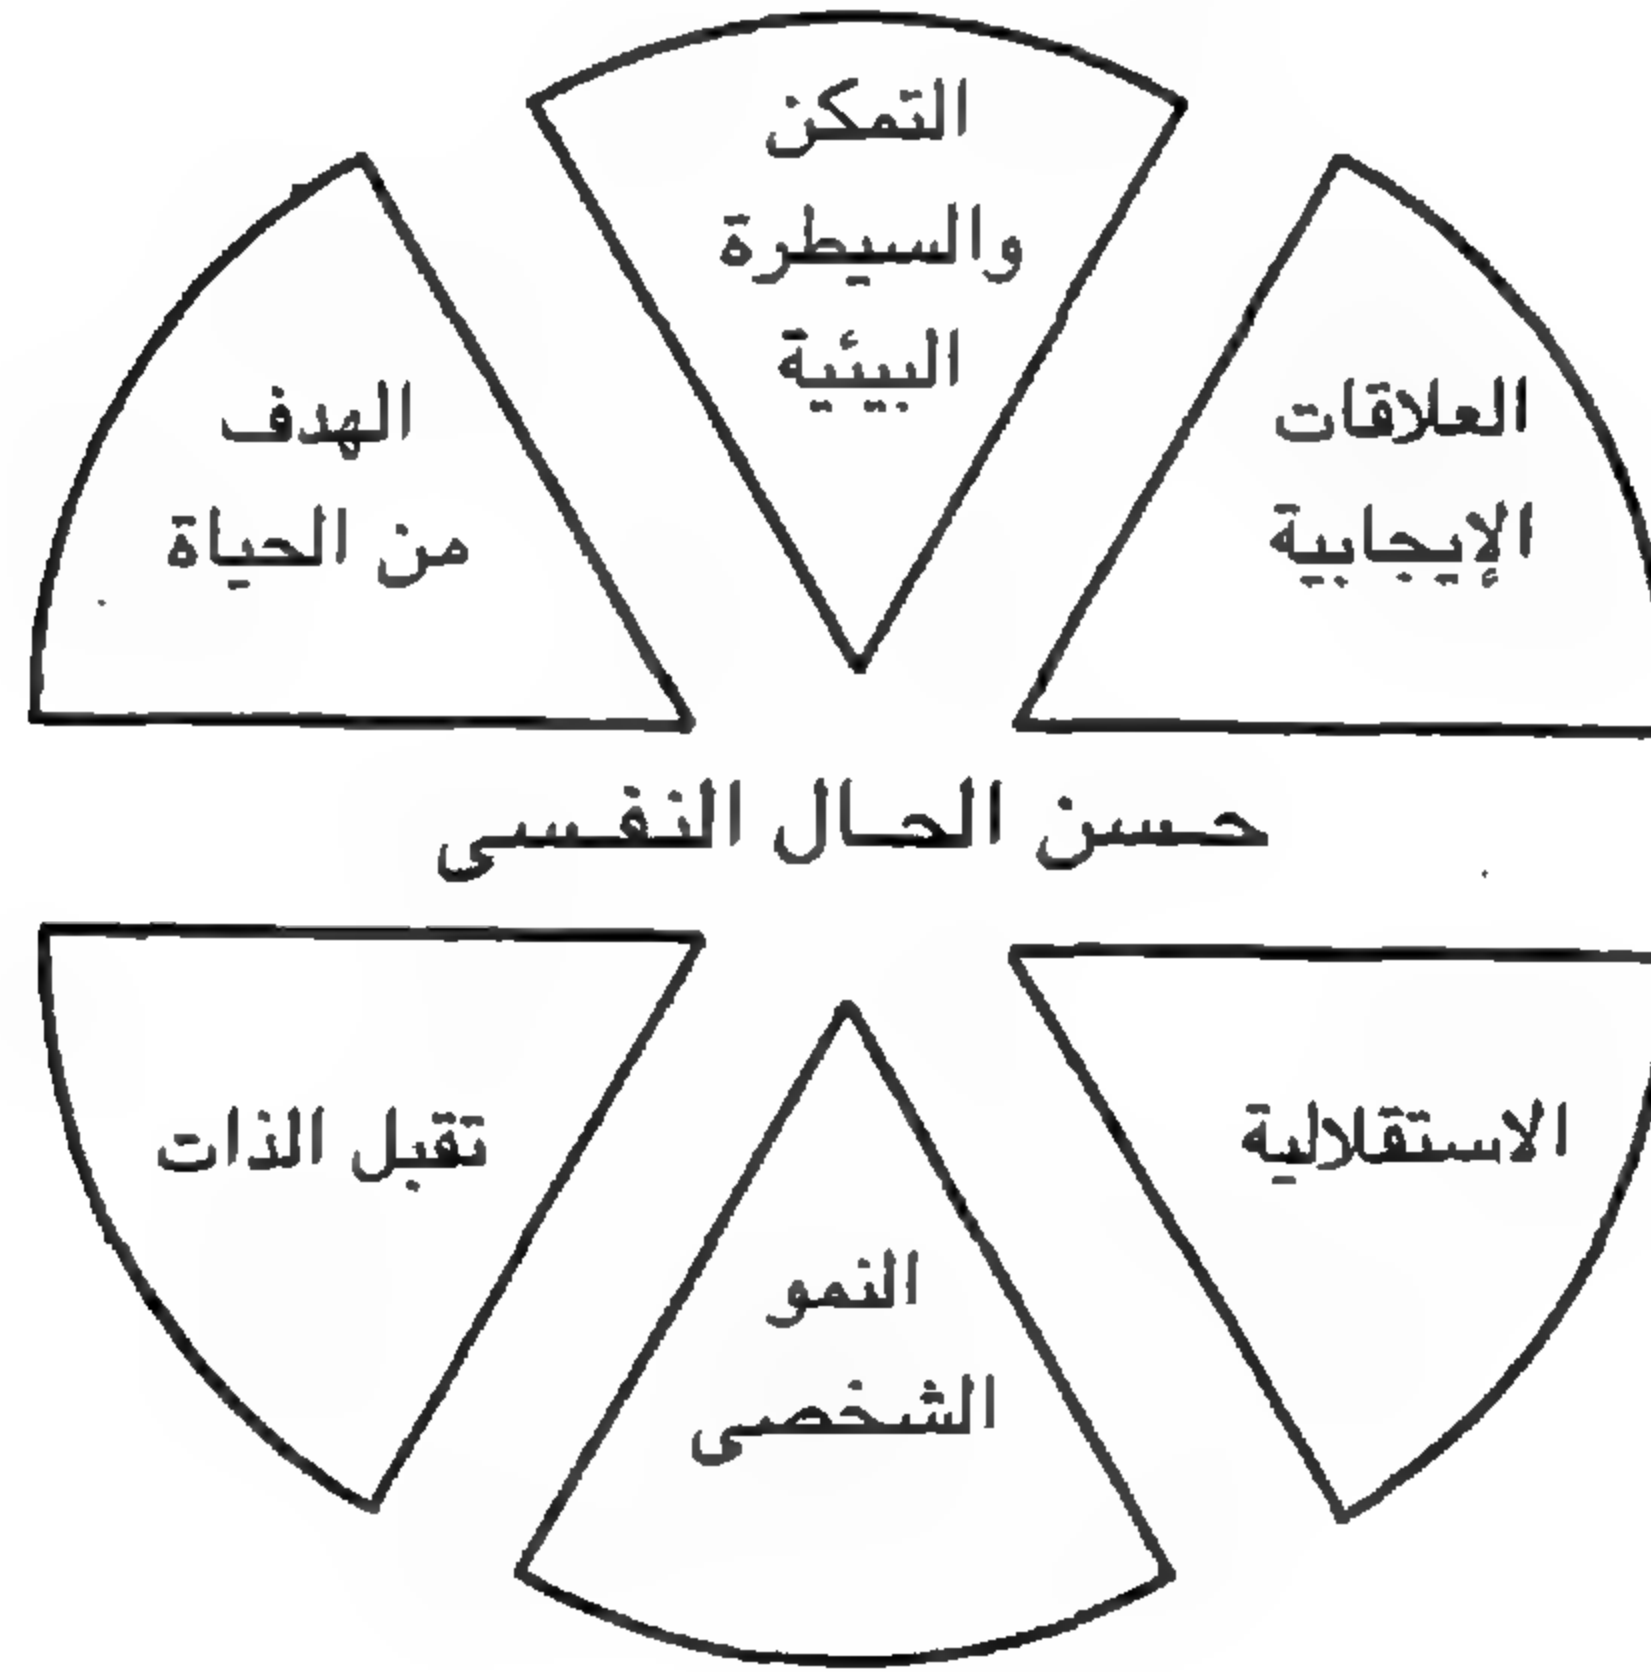 التمكن
والسيطرة
البيئية
العلاقات
الإيجابية
الهدف
من الحياة
حسن الحال النفسى
الاستقلالية
تقبل الذات
النمو
الشخصى